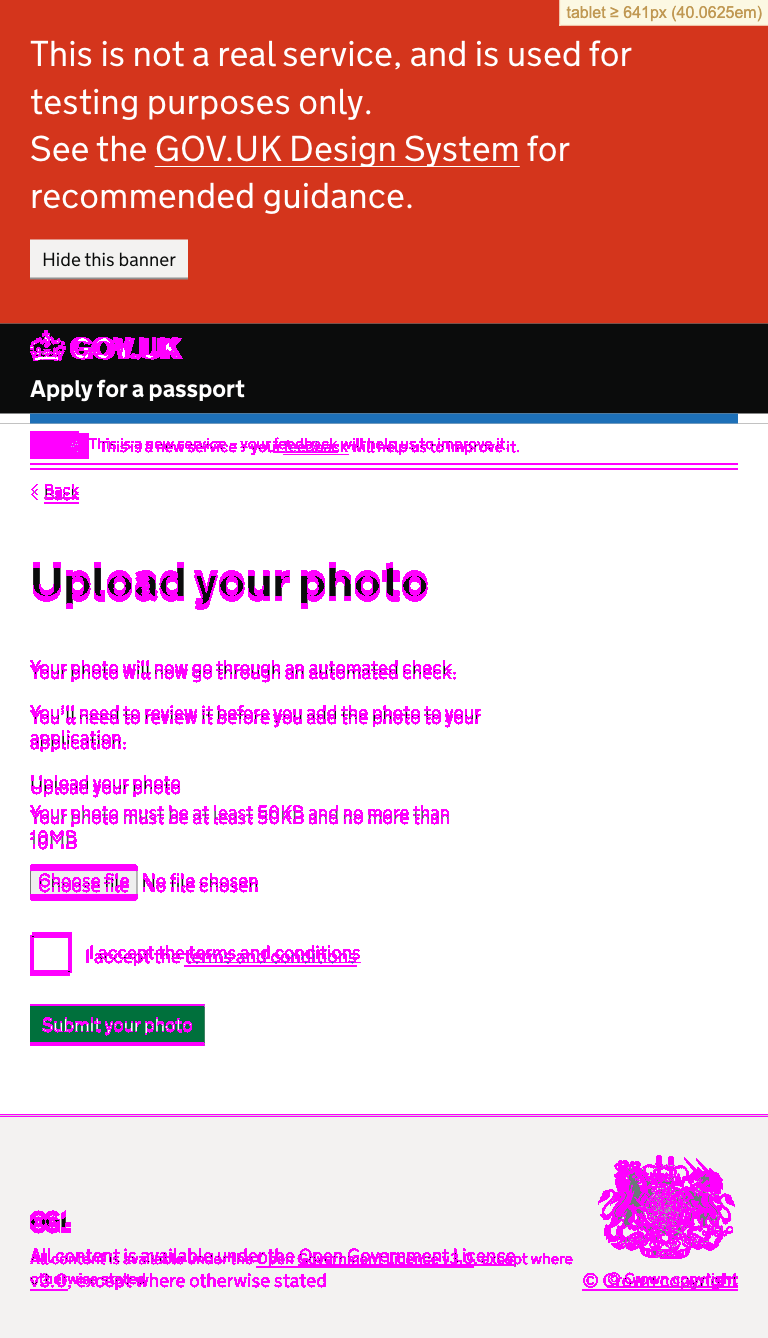 tablet ≥ 641px (40.0625em)
This is not a real service, and is used for
testing purposes only.
See the GOV.UK Design System for
recommended guidance.
Hide this banner
GOV.UK
Apply for a passport
This is a new service - your feedback will help us to improve it.
Back
Upload your photo
Your photo will now go through an automated check.
You'll need to review it before you add the photo to your
application.
Upload your photo
Your photo must be at least 50KB and no more than
10MB
Choose file No file chosen
I accept the terms and conditions
Submit your photo
OGL
All content is available under the Open Government Licence
v3.0, except where otherwise stated
© Crown copyright